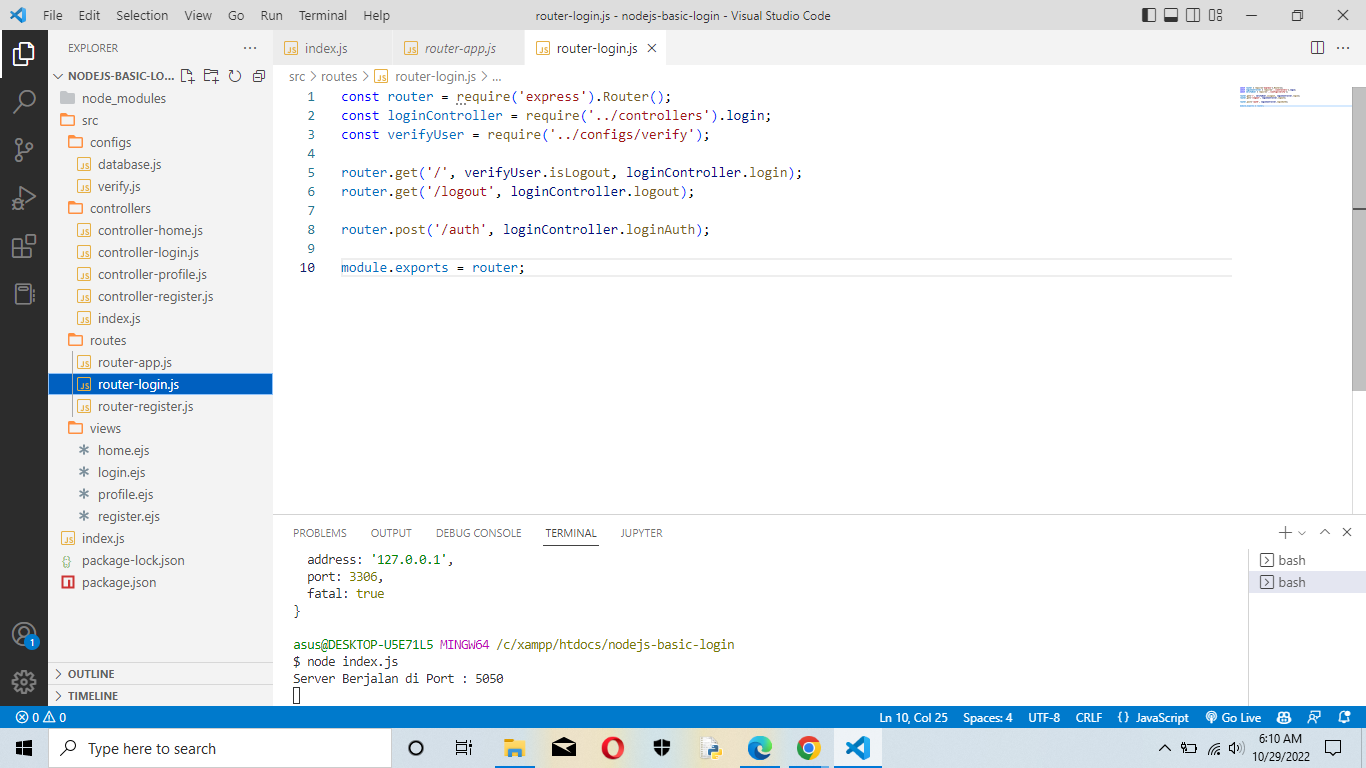 File Edit Selection View Go Run Terminal Help
router-login.js - nodejs-basic-login - Visual Studio Code
EXPLORER
NODEJS-BASIC-LO...
node_modules
src
configs
database.js
verify.js
controllers
controller-home.js
controller-login.js
controller-profile.js
controller-register.js
index.js
routes
router-app.js
router-login.js
router-register.js
views
home.ejs
login.ejs
profile.ejs
register.ejs
index.js
package-lock.json
package.json
OUTLINE
TIMELINE
1
index.js router-app.js router-login.js
src > routes > router-login.js > ...
1 const router = require('express').Router();
2 const loginController = require('../controllers').login;
3 const verifyUser = require('../configs/verify');
4
5 router.get('/', verifyUser.isLogout, loginController.login);
6 router.get('/logout', loginController.logout);
7
8 router.post('/auth', loginController.loginAuth);
9
10 module.exports = router;
PROBLEMS OUTPUT DEBUG CONSOLE TERMINAL JUPYTER
address: '127.0.0.1',
port: 3306,
fatal: true
}
asus@DESKTOP-U5E71L5 MINGW64 /c/xampp/htdocs/nodejs-basic-login
$ node index.js
Server Berjalan di Port : 5050
bash
bash
0 0
Ln 10, Col 25 Spaces: 4 UTF-8 CRLF {} JavaScript Go Live
Type here to search
6:10 AM
10/29/2022